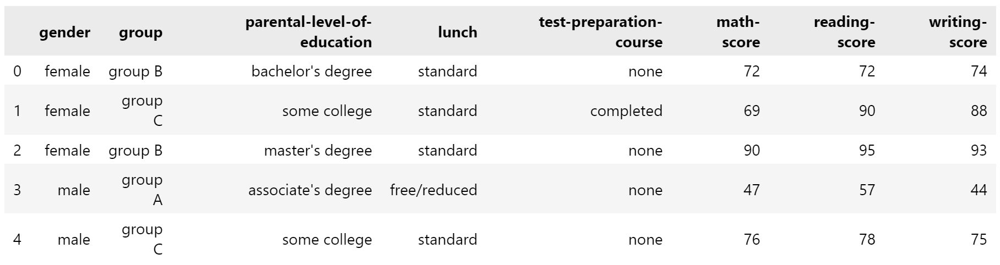 gender group parental-level-of-education lunch test-preparation-course math-score reading-score writing-score
0 female group B bachelor's degree standard none 72 72 74
1 female group C some college standard completed 69 90 88
2 female group B master's degree standard none 90 95 93
3 male group A associate's degree free/reduced none 47 57 44
4 male group C some college standard none 76 78 75